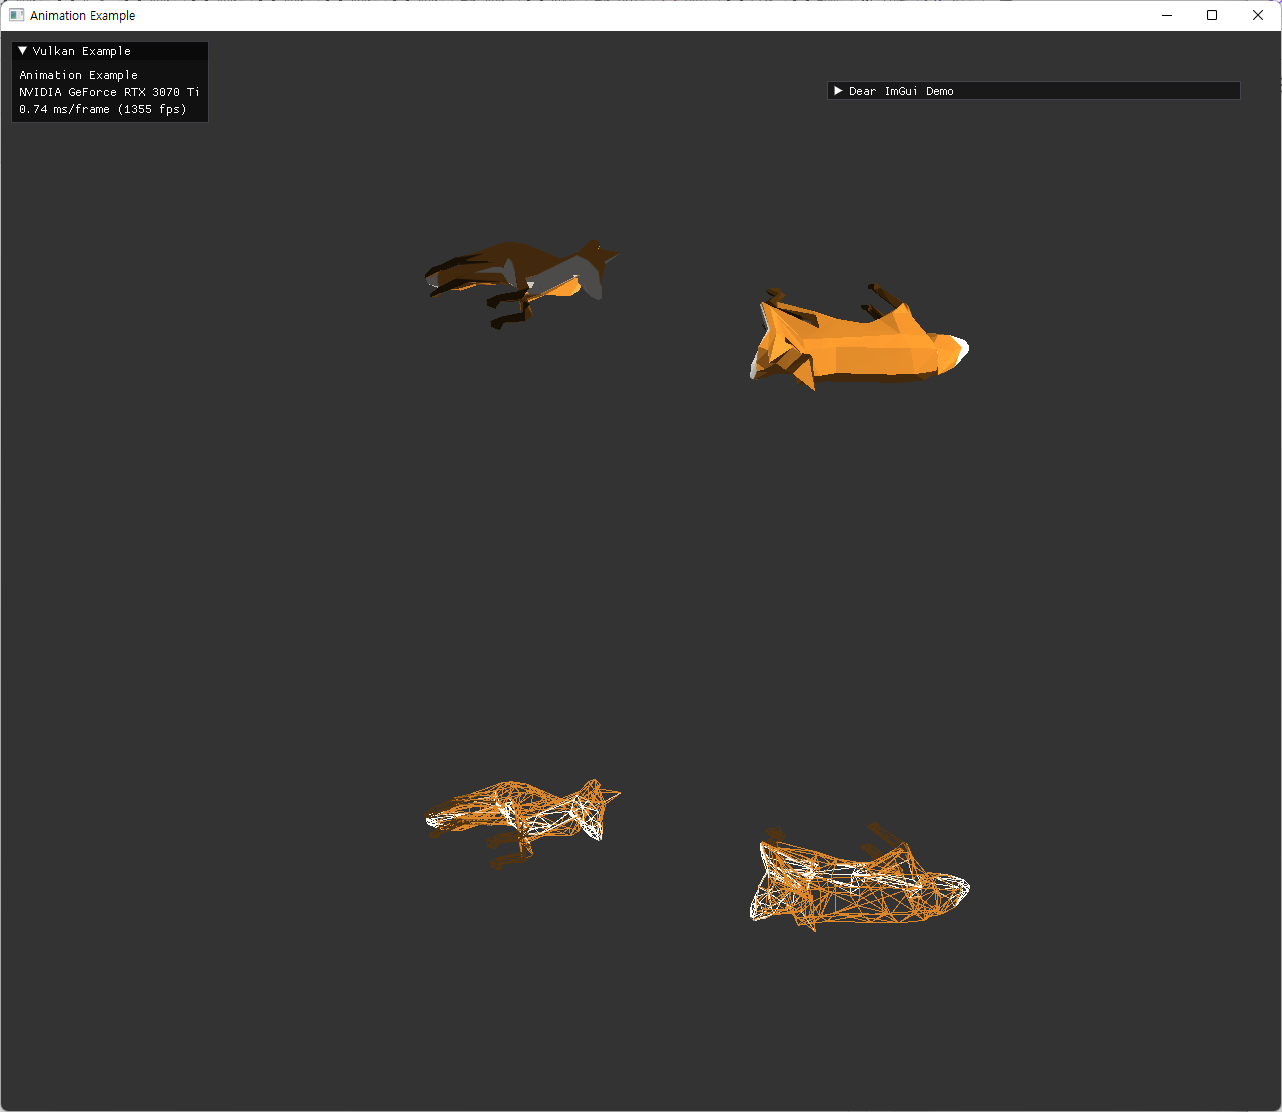 Animation Example
Vulkan Example
Animation Example
NVIDIA GeForce RTX 3070 Ti
0.74 ms/frame (1355 fps)
Dear ImGui Demo